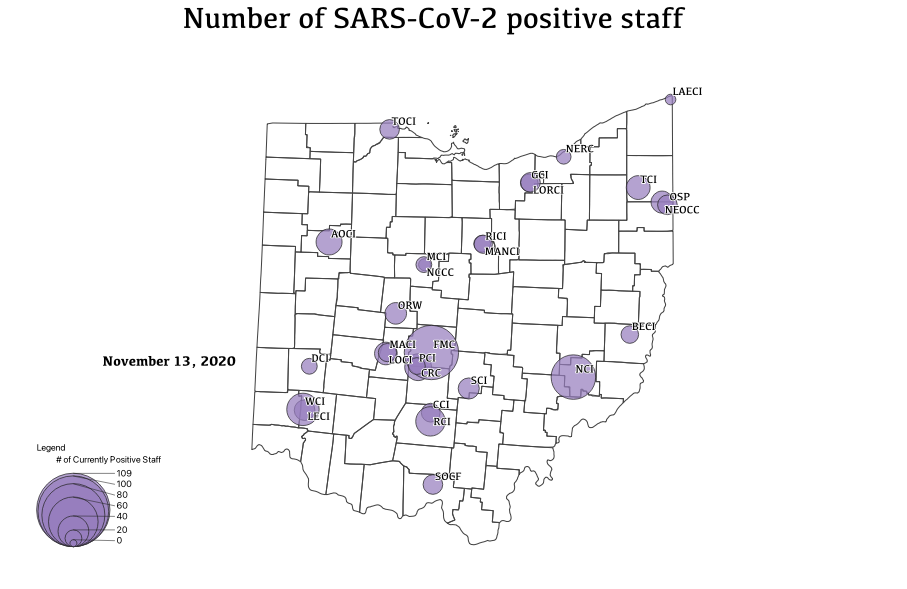 Number of SARS-CoV-2 positive staff
LAECI
TOCI
NERC
GCI
LORCI
TCI
OSP
NEOCC
AOCI
RICI
MANCI
MCI
NCCC
ORW
BECI
MACI
LOCI
FMC
PCI
CRC
November 13, 2020
DCI
NCI
SCI
WCI
LECI
CCI
RCI
SOCF
Legend
# of Currently Positive Staff
109
100
80
60
40
20
0